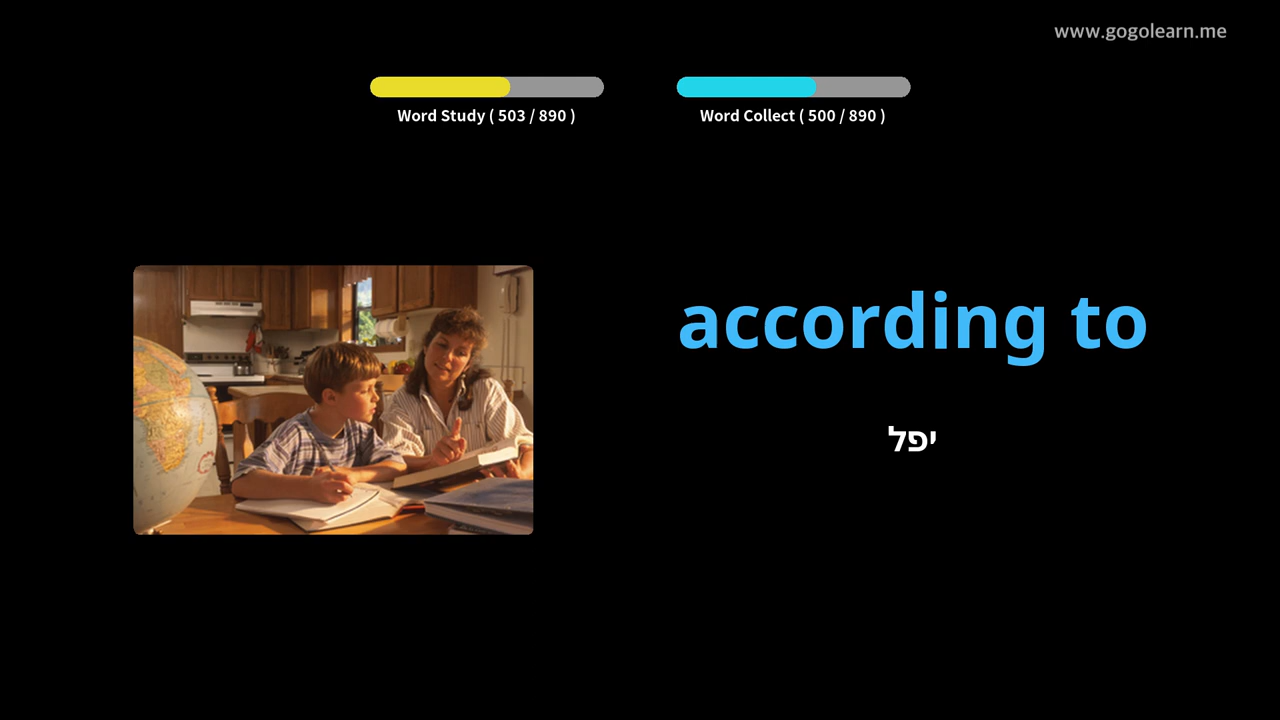 www.gogolearn.me
Word Study ( 503 / 890 )
Word Collect ( 500 / 890 )
according to
יפל